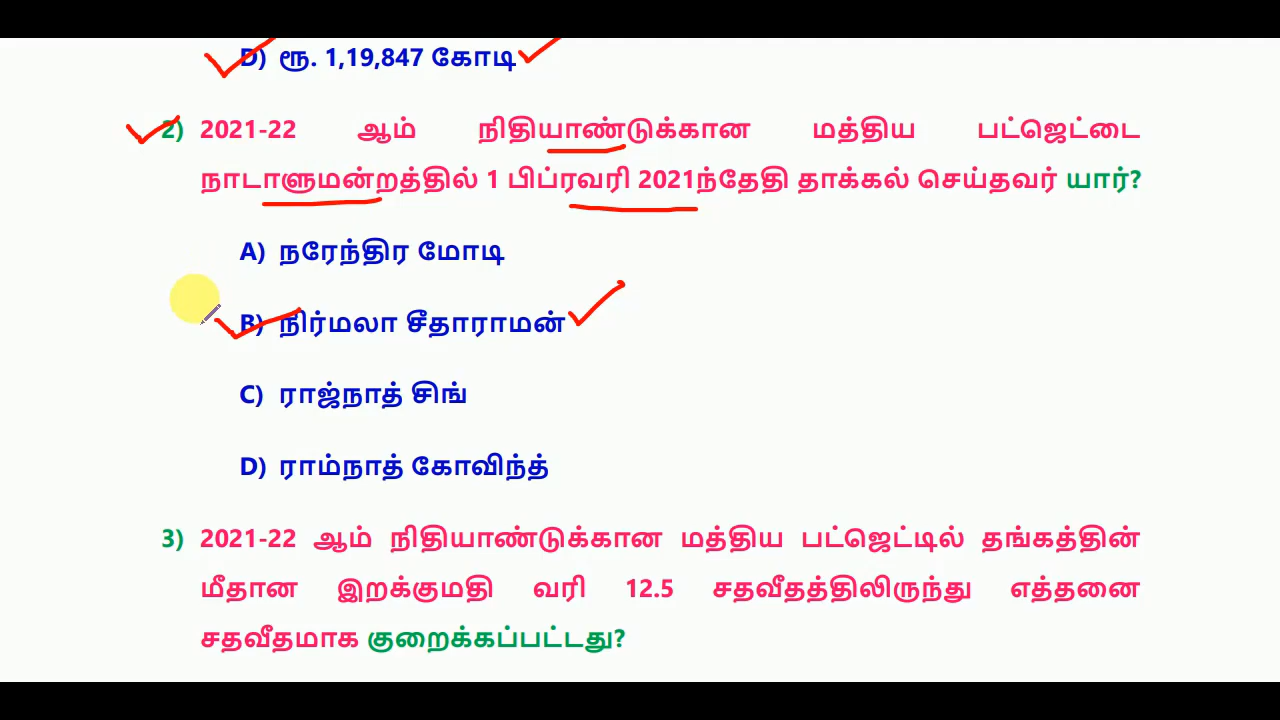 D) ரூ. 1,19,847 கோடி
2) 2021-22 ஆம் நிதியாண்டுக்கான மத்திய பட்ஜெட்டை
நாடாளுமன்றத்தில் 1 பிப்ரவரி 2021ந்தேதி தாக்கல் செய்தவர் யார்?
A) நரேந்திர மோடி
B) நிர்மலா சீதாராமன்
C) ராஜ்நாத் சிங்
D) ராம்நாத் கோவிந்த்
3) 2021-22 ஆம் நிதியாண்டுக்கான மத்திய பட்ஜெட்டில் தங்கத்தின்
மீதான இறக்குமதி வரி 12.5 சதவீதத்திலிருந்து எத்தனை
சதவீதமாக குறைக்கப்பட்டது?